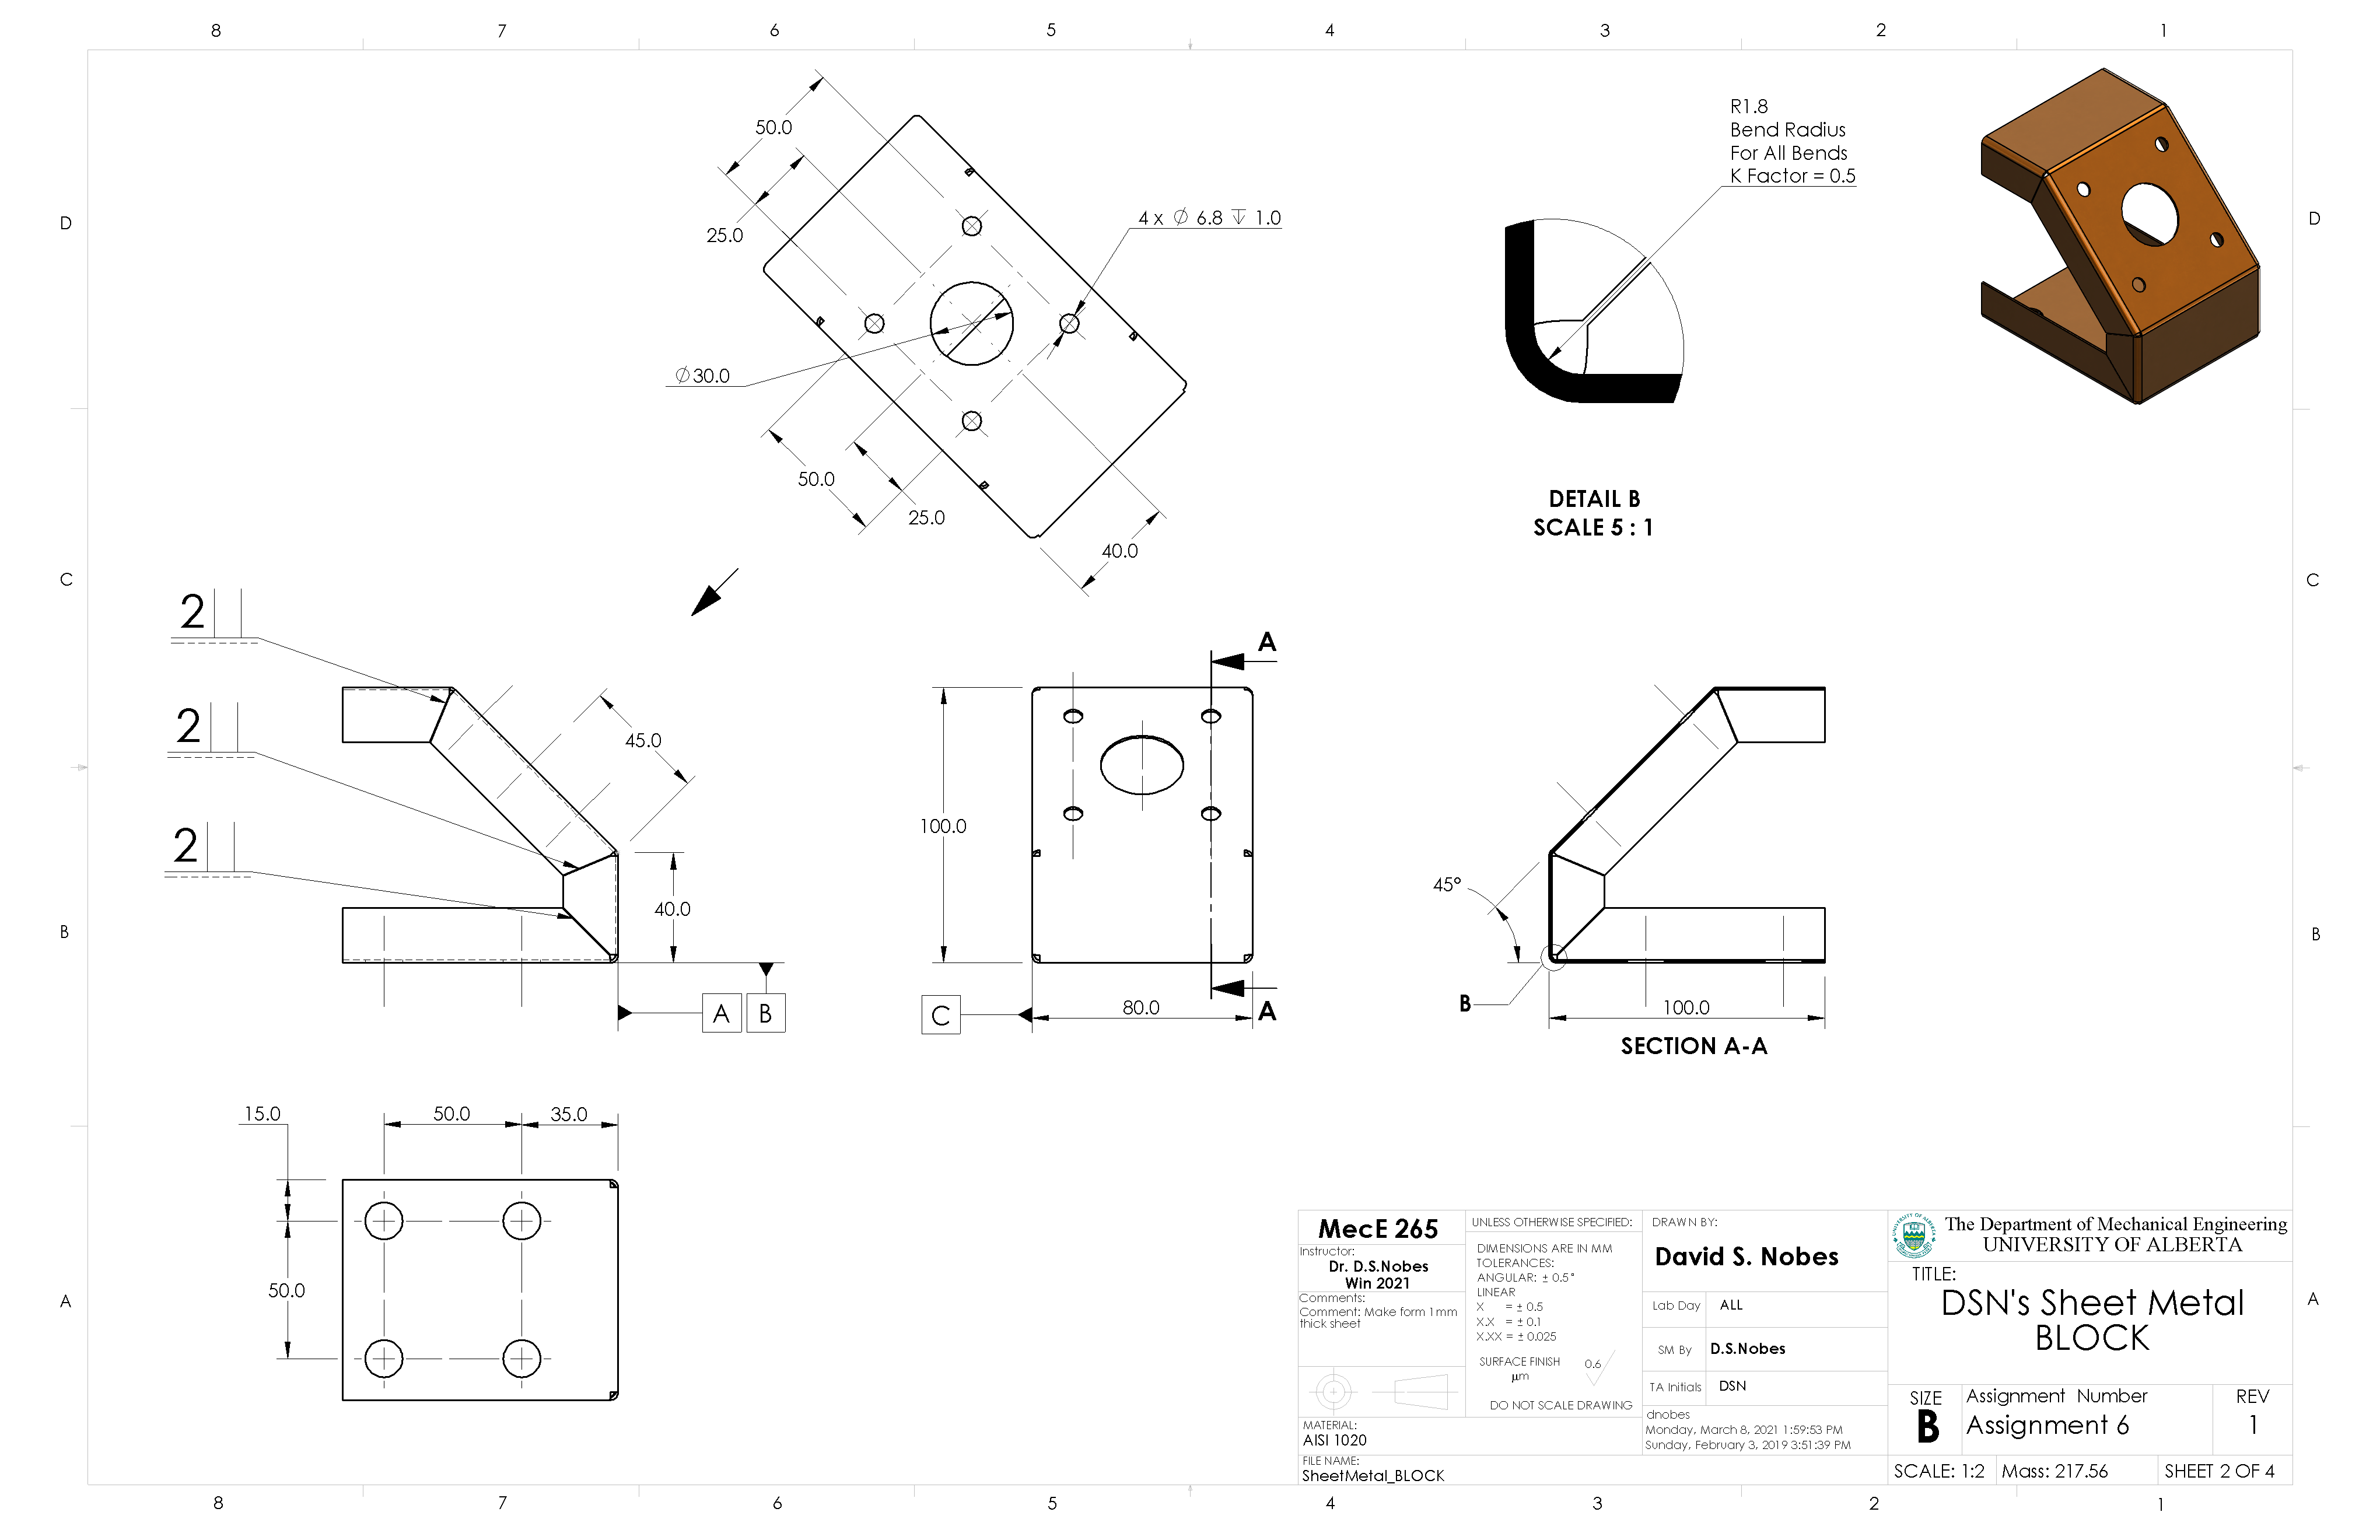 8 7 6 5 4 3 2 1
D
D
C
C
B
B
A
A
50.0
25.0
4 x ∅ 6.8 ↧ 1.0
∅30.0
50.0
25.0
40.0
R1.8
Bend Radius
For All Bends
K Factor = 0.5
DETAIL B
SCALE 5 : 1
2
2
2
45.0
40.0
A
B
A
100.0
C
80.0
A
45°
B
100.0
SECTION A-A
15.0
50.0
35.0
50.0
MecE 265
Instructor:
Dr. D.S.Nobes
Win 2021
Comments:
Comment: Make form 1mm
thick sheet
UNLESS OTHERWISE SPECIFIED:
DIMENSIONS ARE IN MM
TOLERANCES:
ANGULAR: ± 0.5°
LINEAR
X = ± 0.5
X.X = ± 0.1
X.XX = ± 0.025
SURFACE FINISH 0.6
μm
DO NOT SCALE DRAWING
MATERIAL:
AISI 1020
FILE NAME:
SheetMetal_BLOCK
DRAWN BY:
David S. Nobes
Lab Day ALL
SM By D.S.Nobes
TA Initials DSN
dnobes
Monday, March 8, 2021 1:59:53 PM
Sunday, February 3, 2019 3:51:39 PM
The Department of Mechanical Engineering
UNIVERSITY OF ALBERTA
TITLE:
DSN's Sheet Metal
BLOCK
SIZE
B
Assignment Number
Assignment 6
REV
1
SCALE: 1:2
Mass: 217.56
SHEET 2 OF 4
8 7 6 5 4 3 2 1